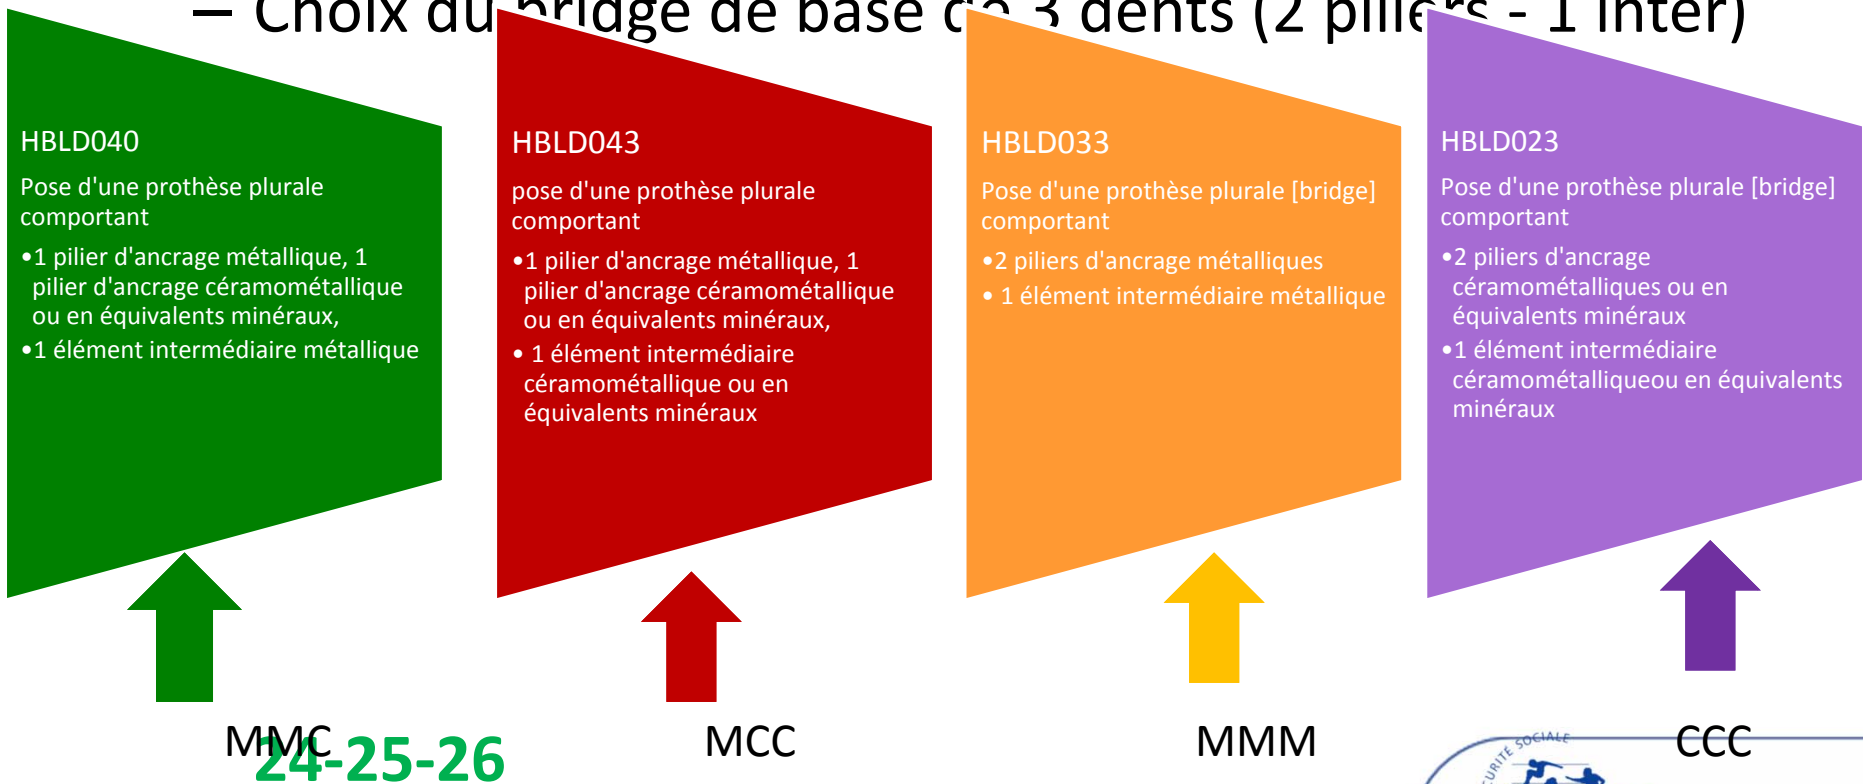 – Choix du bridge de base de 3 dents (2 piliers - 1 inter)
HBLD040
Pose d'une prothèse plurale
comportant
•1 pilier d'ancrage métallique, 1
pilier d'ancrage céramométallique
ou en équivalents minéraux,
•1 élément intermédiaire métallique
HBLD043
pose d'une prothèse plurale
comportant
•1 pilier d'ancrage métallique, 1
pilier d'ancrage céramométallique
ou en équivalents minéraux,
• 1 élément intermédiaire
céramométallique ou en
équivalents minéraux
HBLD033
Pose d'une prothèse plurale [bridge]
comportant
•2 piliers d'ancrage métalliques
• 1 élément intermédiaire métallique
HBLD023
Pose d'une prothèse plurale [bridge]
comportant
•2 piliers d'ancrage
céramométalliques ou en
équivalents minéraux
•1 élément intermédiaire
céramométalliqueou en équivalents
minéraux
MMC
MCC
MMM
CCC
24-25-26
SOCIALE